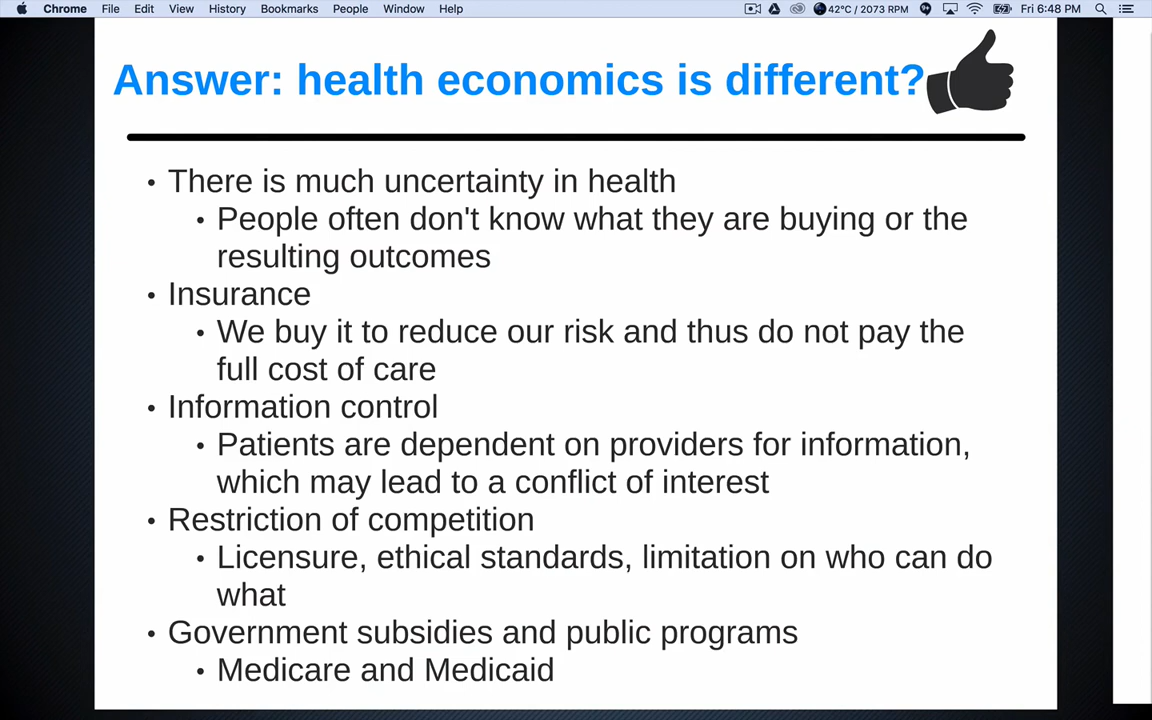 Chrome File Edit View History Bookmarks People Window Help 42°C / 2073 RPM Fri 6:48 PM
Answer: health economics is different?
• There is much uncertainty in health
• People often don't know what they are buying or the
resulting outcomes
• Insurance
• We buy it to reduce our risk and thus do not pay the
full cost of care
• Information control
• Patients are dependent on providers for information,
which may lead to a conflict of interest
• Restriction of competition
• Licensure, ethical standards, limitation on who can do
what
• Government subsidies and public programs
• Medicare and Medicaid